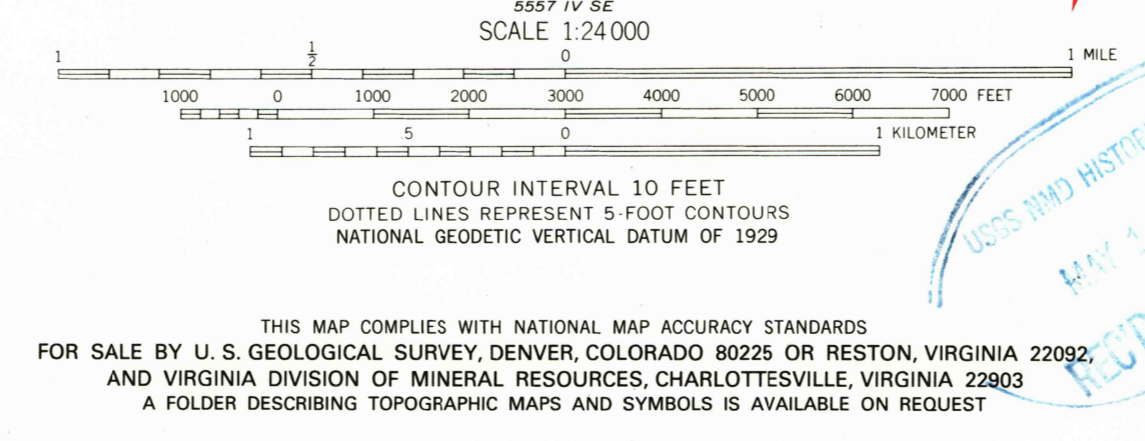 5557 IV SE
SCALE 1:24 000
1 1/2 0 1 MILE
1000 0 1000 2000 3000 4000 5000 6000 7000 FEET
1 .5 0 1 KILOMETER
CONTOUR INTERVAL 10 FEET
DOTTED LINES REPRESENT 5-FOOT CONTOURS
NATIONAL GEODETIC VERTICAL DATUM OF 1929
THIS MAP COMPLIES WITH NATIONAL MAP ACCURACY STANDARDS
FOR SALE BY U. S. GEOLOGICAL SURVEY, DENVER, COLORADO 80225 OR RESTON, VIRGINIA 22092,
AND VIRGINIA DIVISION OF MINERAL RESOURCES, CHARLOTTESVILLE, VIRGINIA 22903
A FOLDER DESCRIBING TOPOGRAPHIC MAPS AND SYMBOLS IS AVAILABLE ON REQUEST
USGS NMD
MAY 1